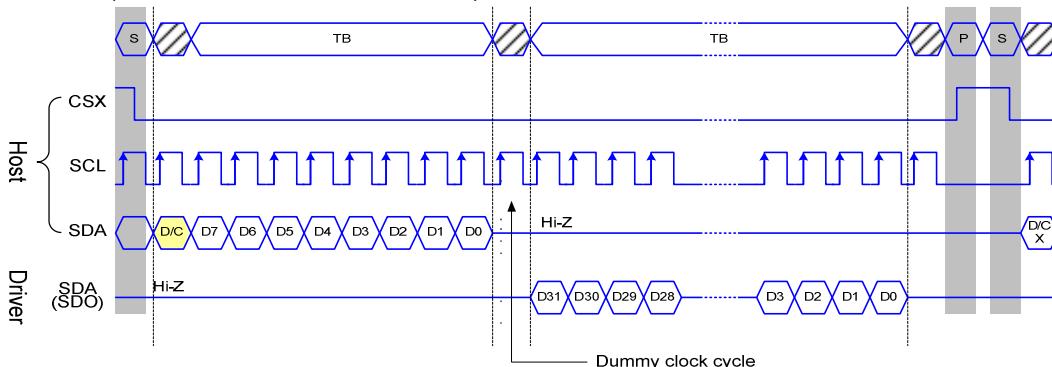 S TB TB P S
CSX
Host
SCL
SDA D/C D7 D6 D5 D4 D3 D2 D1 D0 Hi-Z D/C
X
Driver
SDA Hi-Z
(SDO) D31 D30 D29 D28 D3 D2 D1 D0
Dummy clock cycle